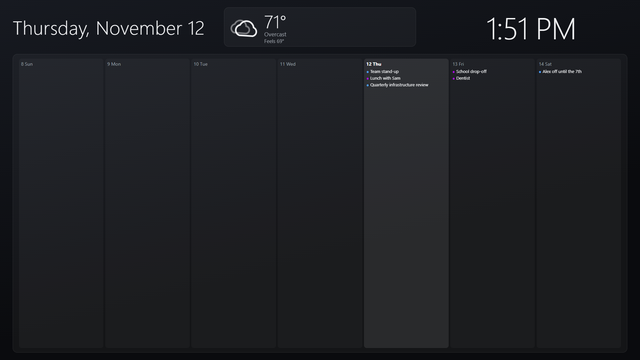 Thursday, November 12
71°
Overcast
Feels 69°
1:51 PM
8 Sun
9 Mon
10 Tue
11 Wed
12 Thu
Team stand-up
Lunch with Sam
Quarterly infrastructure review
13 Fri
School drop-off
Dentist
14 Sat
Alex off until the 7th